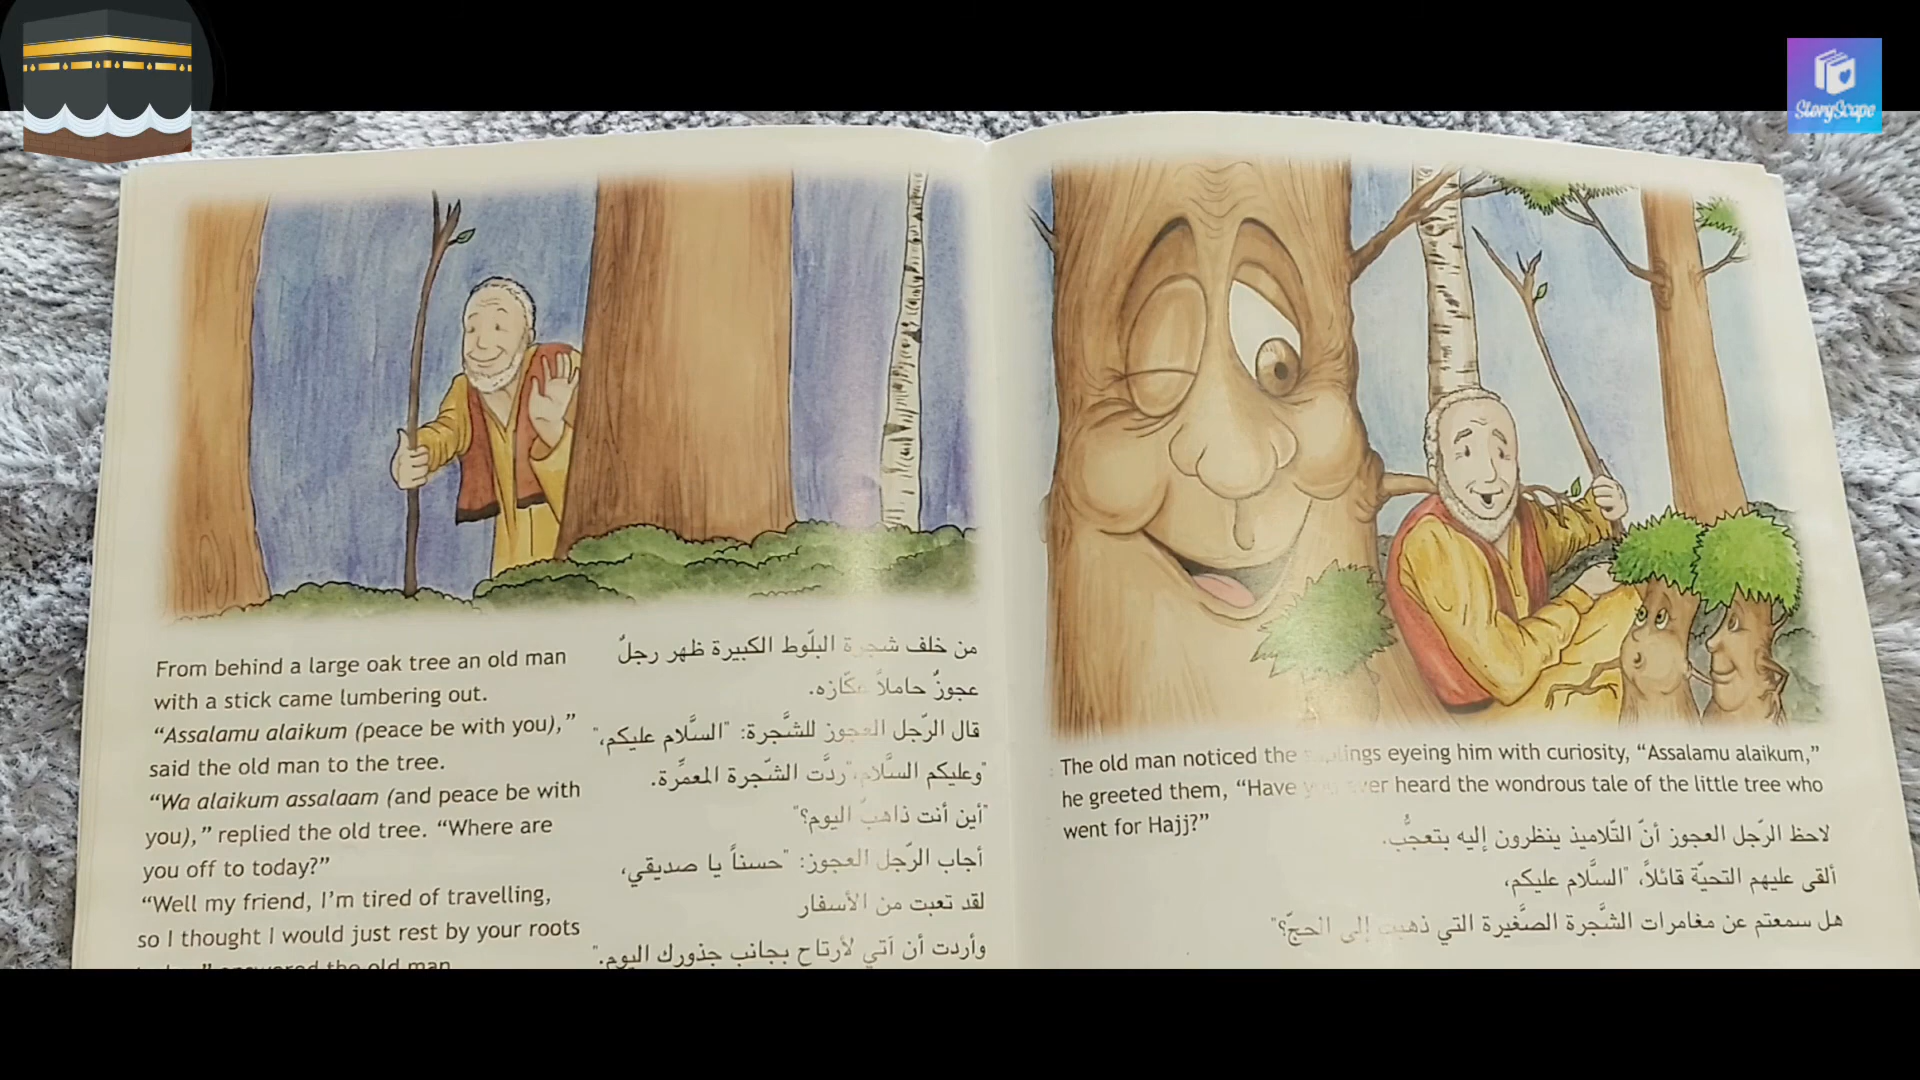 StoryScape
From behind a large oak tree an old man
with a stick came lumbering out.
“Assalamu alaikum (peace be with you),”
said the old man to the tree.
“Wa alaikum assalaam (and peace be with
you),” replied the old tree. “Where are
you off to today?”
“Well my friend, I’m tired of travelling,
so I thought I would just rest by your roots
answered the old man
من خلف شجرة البلّوط الكبيرة ظهر رجلٌ
عجوزٌ حاملاً عكّازه.
قال الرّجل العجوز للشَّجرة: "السَّلام عليكم،"
"وعليكم السَّلام،" ردَّت الشّجرة المعمِّرة.
"أين أنت ذاهبٌ اليوم؟"
أجاب الرّجل العجوز: "حسناً يا صديقي،
لقد تعبت من الأسفار
وأردت أن آتي لأرتاح بجانب جذورك اليوم."
The old man noticed the saplings eyeing him with curiosity, “Assalamu alaikum,”
he greeted them, “Have you ever heard the wondrous tale of the little tree who
went for Hajj?”
لاحظ الرّجل العجوز أنّ التّلاميذ ينظرون إليه بتعجُّب.
ألقى عليهم التحيّة قائلاً، "السَّلام عليكم،
هل سمعتم عن مغامرات الشَّجرة الصَّغيرة التي ذهبت إلى الحجّ؟"